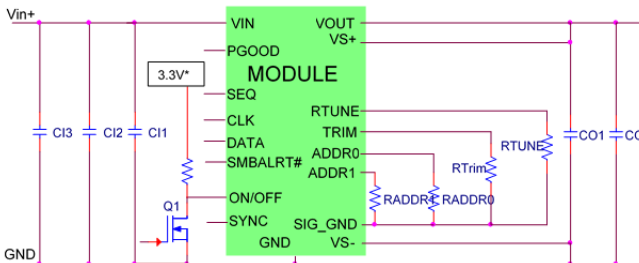 Vin+
VIN
VOUT
VS+
PGOOD
MODULE
3.3V*
SEQ
RTUNE
CLK
TRIM
CI3
CI2
CI1
DATA
RTUNE
CO1
CO
SMBALRT#
ADDR0
RTrim
ADDR1
ON/OFF
RADDR1
RADDR0
Q1
SYNC
SIG_GND
GND
GND
VS-